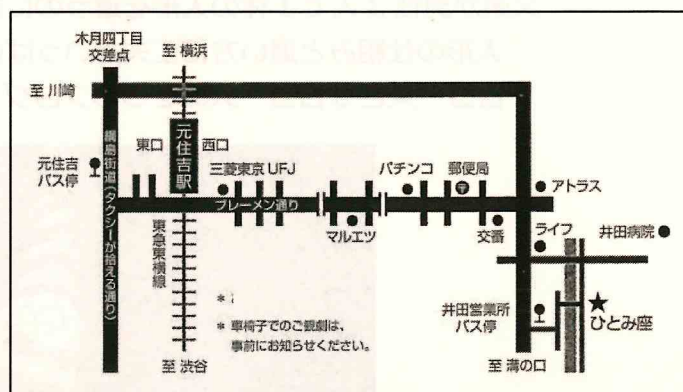 木月四丁目
交差点
至 横浜
至 川崎
東口
元住吉駅
西口
元住吉
バス停
綱島街道(タクシーが拾える通り)
三菱東京UFJ
パチンコ
郵便局
アトラス
ブレーメン通り
マルエツ
交番
ライフ
井田病院
東急東横線
* 車椅子でのご観劇は、
事前にお知らせください。
井田営業所
バス停
★
ひとみ座
至 渋谷
至 溝の口